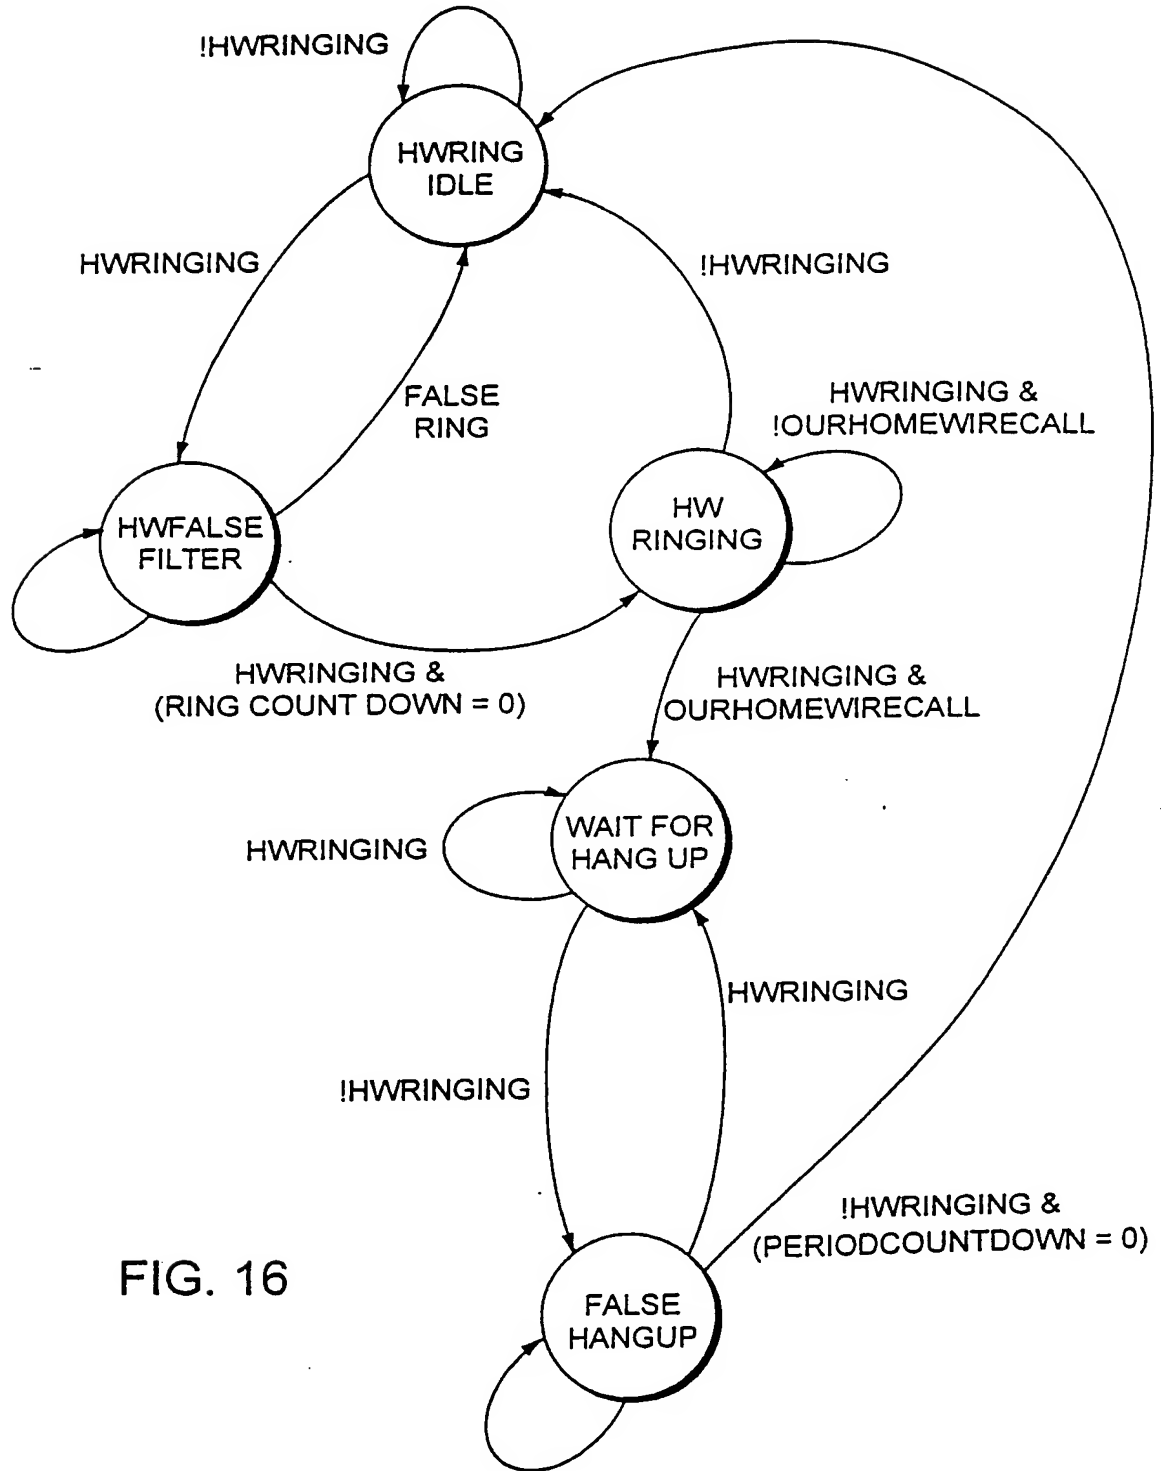 !HWRINGING
HWRING
IDLE
HWRINGING
!HWRINGING
FALSE
RING
HWRINGING &
!OURHOMEWIRECALL
HWFALSE
FILTER
HW
RINGING
HWRINGING &
(RING COUNT DOWN = 0)
HWRINGING &
OURHOMEWIRECALL
WAIT FOR
HANG UP
HWRINGING
HWRINGING
!HWRINGING
!HWRINGING &
(PERIODCOUNTDOWN = 0)
FIG. 16
FALSE
HANGUP